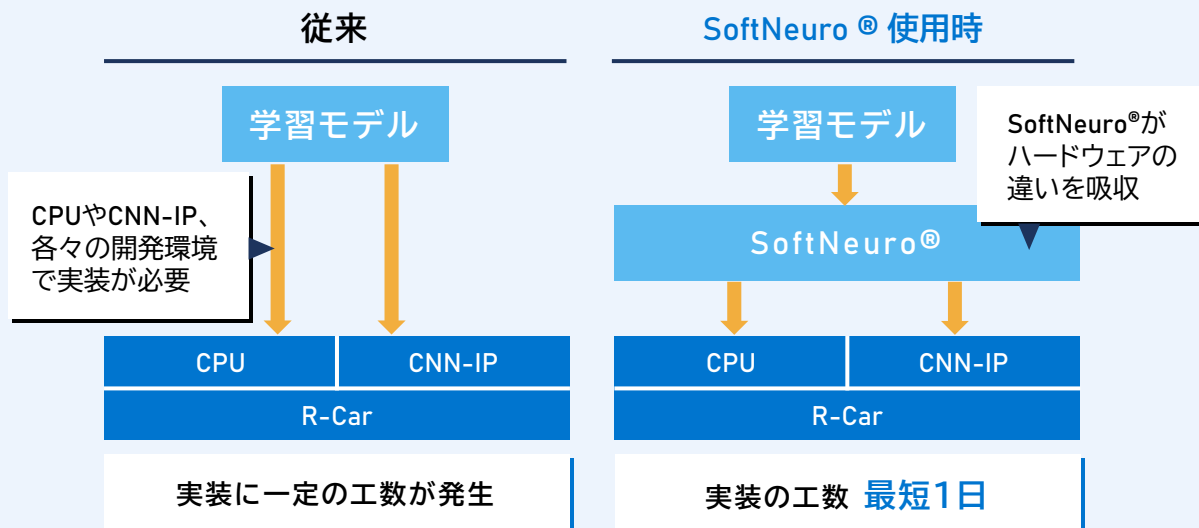 従来
学習モデル
CPUやCNN-IP、
各々の開発環境
で実装が必要
CPU
CNN-IP
R-Car
実装に一定の工数が発生
SoftNeuro ® 使用時
学習モデル
SoftNeuro®が
ハードウェアの
違いを吸収
SoftNeuro®
CPU
CNN-IP
R-Car
実装の工数 最短1日